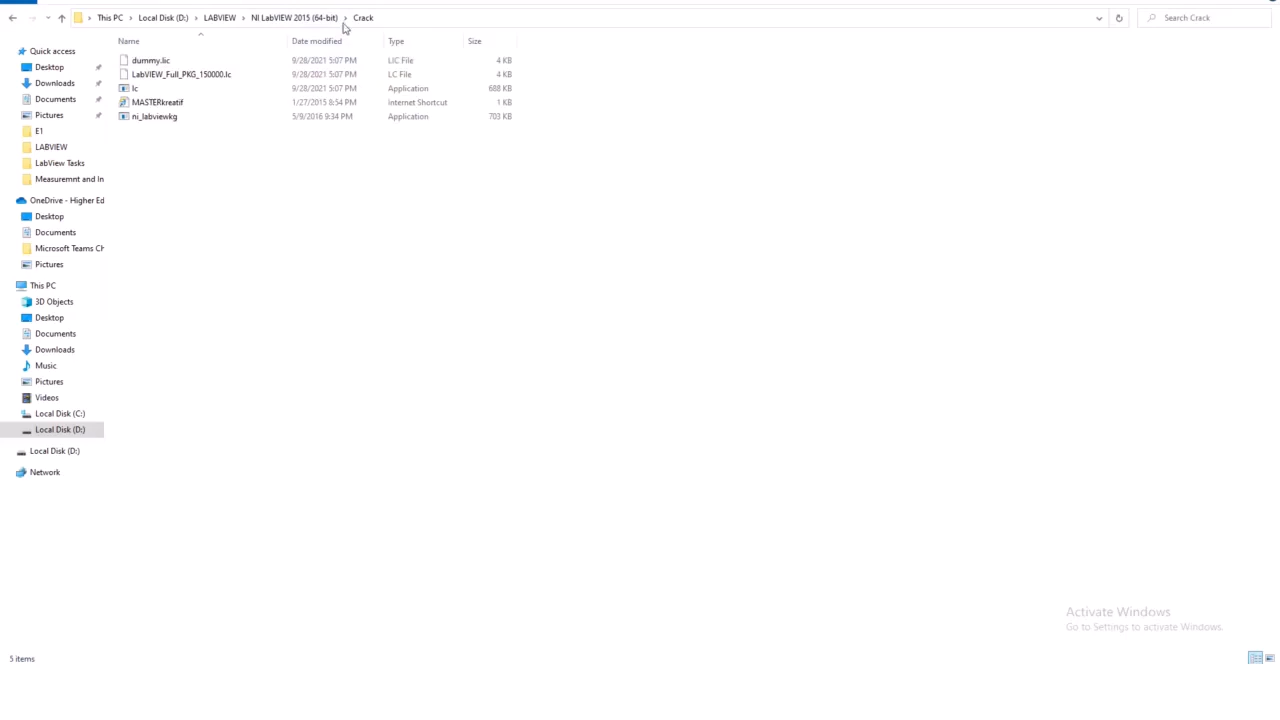 This PC > Local Disk (D:) > LABVIEW > NI LabVIEW 2015 (64-bit) > Crack
Search Crack
Name Date modified Type Size
dummy.lic 9/28/2021 5:07 PM LIC File 4 KB
LabVIEW_Full_PKG_150000.lc 9/28/2021 5:07 PM LC File 4 KB
lc 9/28/2021 5:07 PM Application 688 KB
MASTERkreatif 1/27/2015 8:54 PM Internet Shortcut 1 KB
ni_labviewkg 5/9/2016 9:34 PM Application 703 KB
Quick access
Desktop
Downloads
Documents
Pictures
E1
LABVIEW
LabView Tasks
Measuremnt and In
OneDrive - Higher Ed
Desktop
Documents
Microsoft Teams Ch
Pictures
This PC
3D Objects
Desktop
Documents
Downloads
Music
Pictures
Videos
Local Disk (C:)
Local Disk (D:)
Local Disk (D:)
Network
Activate Windows
Go to Settings to activate Windows.
5 items